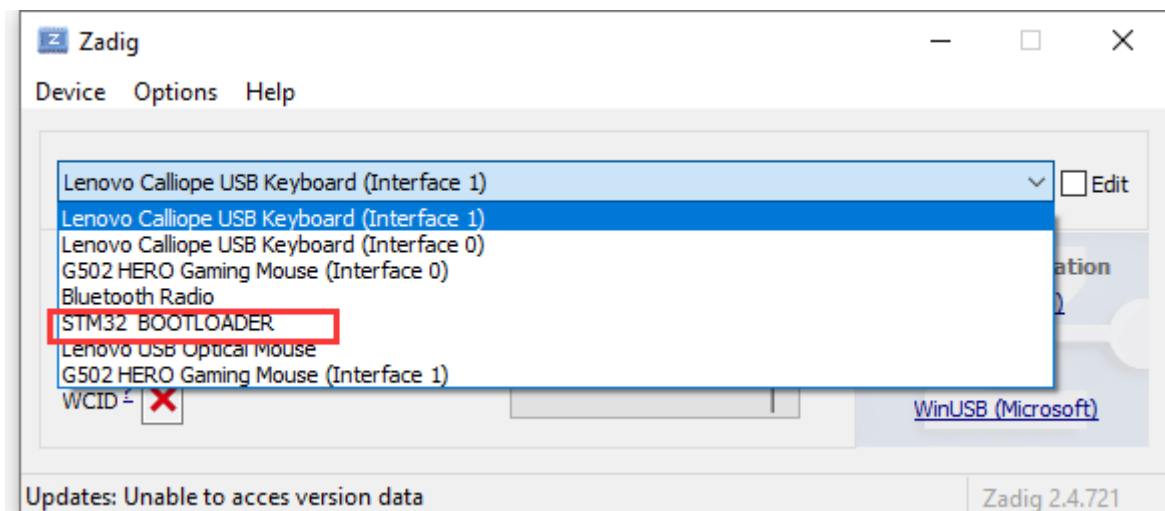 Zadig
Device Options Help
Lenovo Calliope USB Keyboard (Interface 1)
Edit
Lenovo Calliope USB Keyboard (Interface 1)
Lenovo Calliope USB Keyboard (Interface 0)
G502 HERO Gaming Mouse (Interface 0)
ation
Bluetooth Radio
)
STM32 BOOTLOADER
Lenovo USB Optical Mouse
G502 HERO Gaming Mouse (Interface 1)
WCID ?
WinUSB (Microsoft)
Updates: Unable to acces version data
Zadig 2.4.721